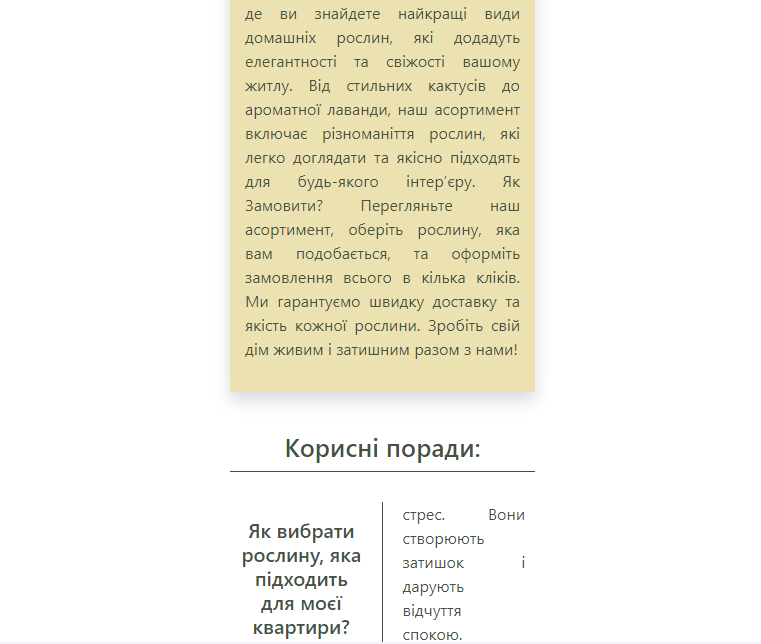 де ви знайдете найкращі види
домашніх рослин, які додадуть
елегантності та свіжості вашому
житлу. Від стильних кактусів до
ароматної лаванди, наш асортимент
включає різноманіття рослин, які
легко доглядати та якісно підходять
для будь-якого інтер'єру. Як
Замовити? Перегляньте наш
асортимент, оберіть рослину, яка
вам подобається, та оформіть
замовлення всього в кілька кліків.
Ми гарантуємо швидку доставку та
якість кожної рослини. Зробіть свій
дім живим і затишним разом з нами!
Корисні поради:
Як вибрати
рослину, яка
підходить
для моєї
квартири?
стрес. Вони
створюють
затишок і
дарують
відчуття
спокою.